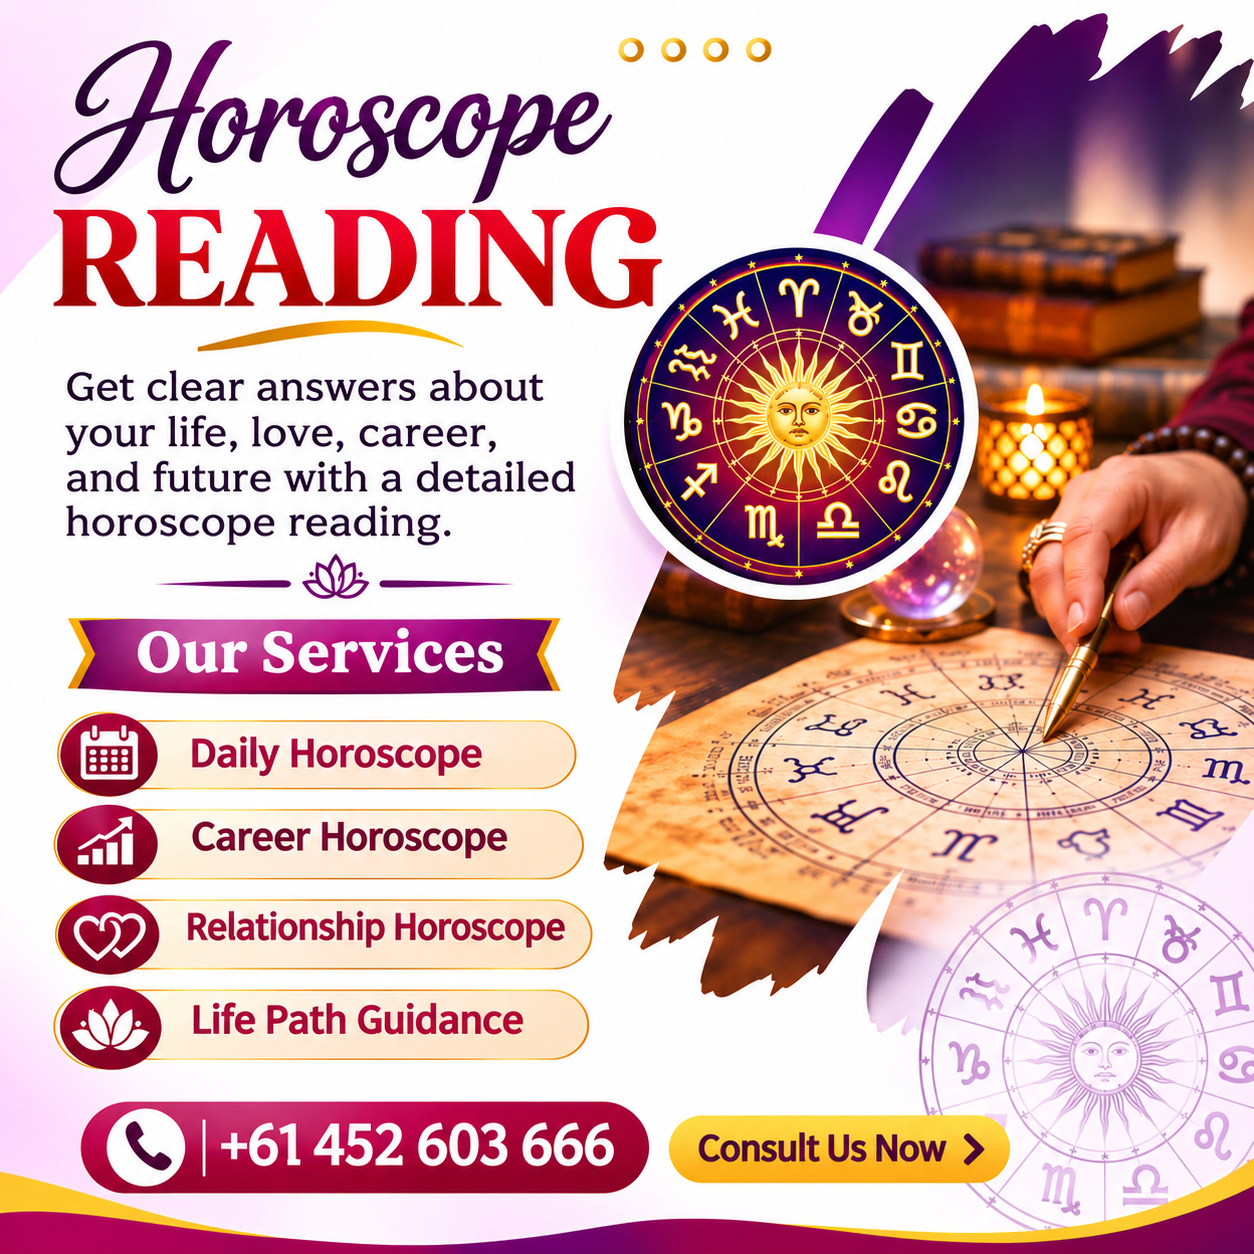 Horoscope
READING
Get clear answers about
your life, love, career,
and future with a detailed
horoscope reading.
Our Services
Daily Horoscope
Career Horoscope
Relationship Horoscope
Life Path Guidance
+61 452 603 666
Consult Us Now